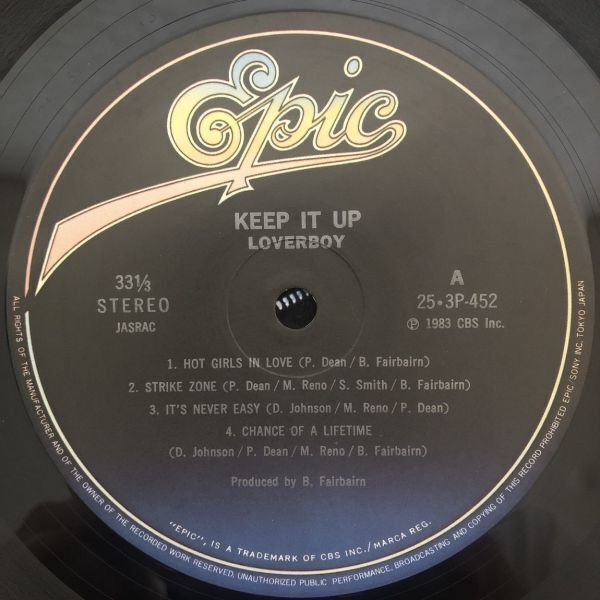 Epic
KEEP IT UP
LOVERBOY
33⅓
STEREO
JASRAC
A
25・3P-452
℗ 1983 CBS Inc.
1. HOT GIRLS IN LOVE (P. Dean/B. Fairbairn)
2. STRIKE ZONE (P. Dean/M. Reno/S. Smith/B. Fairbairn)
3. IT'S NEVER EASY (D. Johnson/M. Reno/P. Dean)
4. CHANCE OF A LIFETIME
(D. Johnson/P. Dean/M. Reno/B. Fairbairn)
Produced by B. Fairbairn
"EPIC", IS A TRADEMARK OF CBS INC./MARCA REG.
ALL RIGHTS OF THE MANUFACTURER AND OF THE OWNER OF THE RECORDED WORK RESERVED. UNAUTHORIZED PUBLIC PERFORMANCE, BROADCASTING AND COPYING OF THIS RECORD PROHIBITED EPIC/SONY INC. TOKYO JAPAN